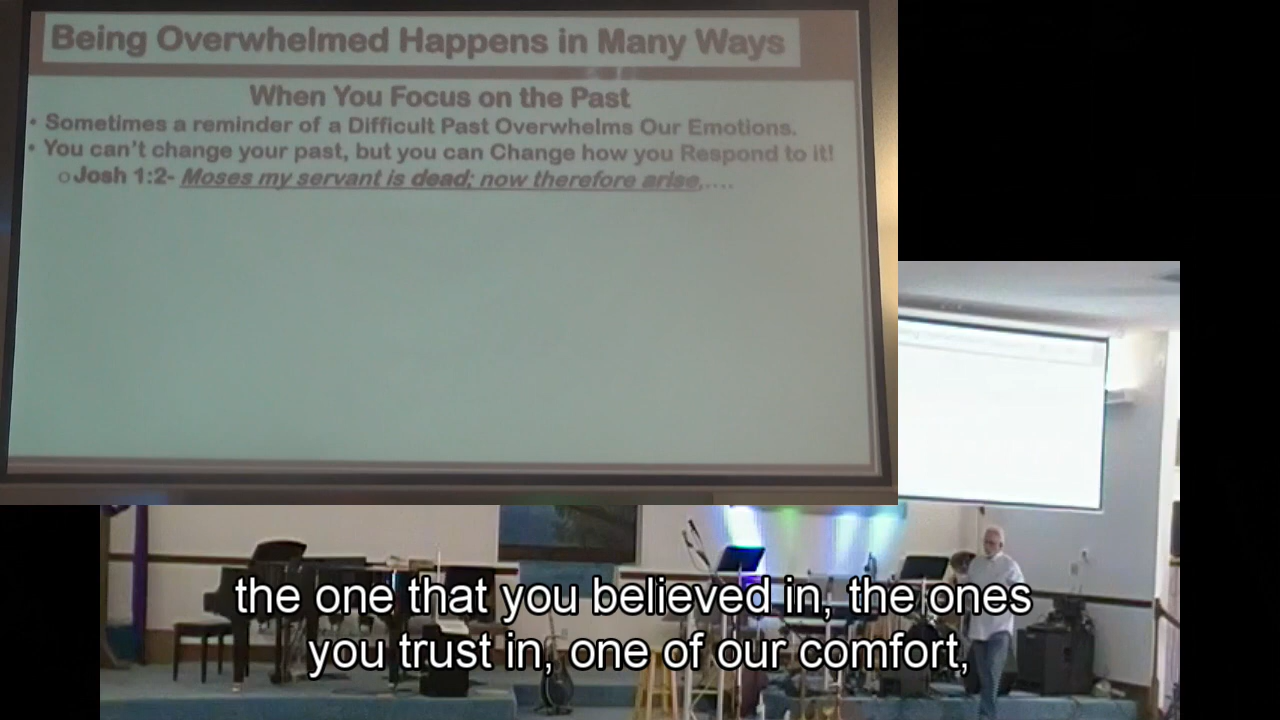 Being Overwhelmed Happens in Many Ways
When You Focus on the Past
• Sometimes a reminder of a Difficult Past Overwhelms Our Emotions.
• You can't change your past, but you can Change how you Respond to it!
o Josh 1:2- Moses my servant is dead; now therefore arise,....
the one that you believed in, the ones
you trust in, one of our comfort,